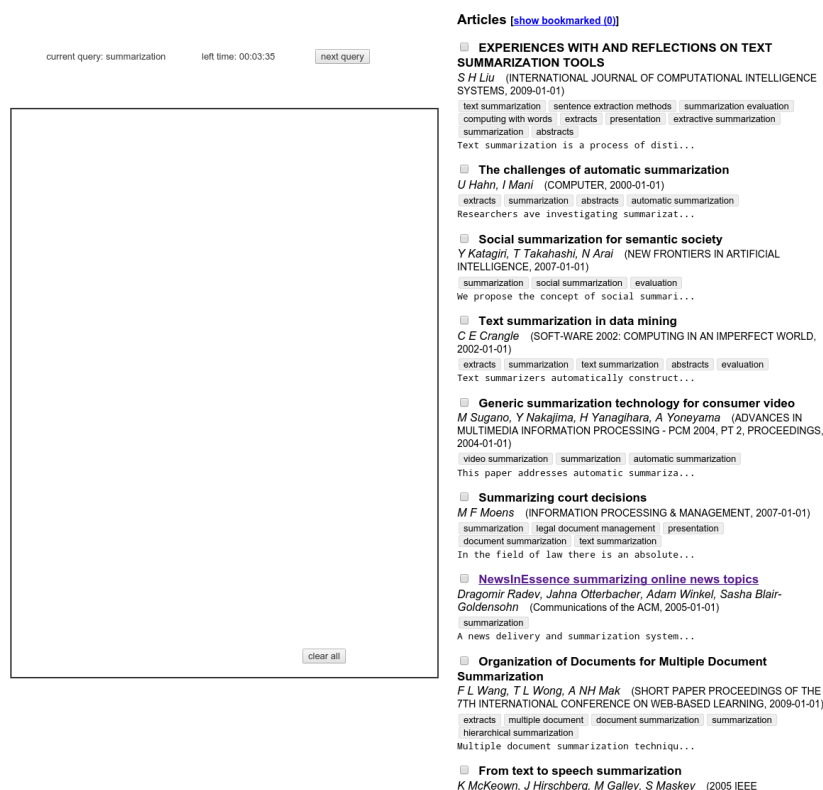 current query: summarization left time: 00:03:35 next query
clear all
Articles [show bookmarked (0)]
EXPERIENCES WITH AND REFLECTIONS ON TEXT
SUMMARIZATION TOOLS
S H Liu (INTERNATIONAL JOURNAL OF COMPUTATIONAL INTELLIGENCE
SYSTEMS, 2009-01-01)
text summarization sentence extraction methods summarization evaluation
computing with words extracts presentation extractive summarization
summarization abstracts
Text summarization is a process of disti...
The challenges of automatic summarization
U Hahn, I Mani (COMPUTER, 2000-01-01)
extracts summarization abstracts automatic summarization
Researchers ave investigating summarizat...
Social summarization for semantic society
Y Katagiri, T Takahashi, N Arai (NEW FRONTIERS IN ARTIFICIAL
INTELLIGENCE, 2007-01-01)
summarization social summarization evaluation
We propose the concept of social summari...
Text summarization in data mining
C E Crangle (SOFT-WARE 2002: COMPUTING IN AN IMPERFECT WORLD,
2002-01-01)
extracts summarization text summarization abstracts evaluation
Text summarizers automatically construct...
Generic summarization technology for consumer video
M Sugano, Y Nakajima, H Yanagihara, A Yoneyama (ADVANCES IN
MULTIMEDIA INFORMATION PROCESSING - PCM 2004, PT 2, PROCEEDINGS,
2004-01-01)
video summarization summarization automatic summarization
This paper addresses automatic summariza...
Summarizing court decisions
M F Moens (INFORMATION PROCESSING & MANAGEMENT, 2007-01-01)
summarization legal document management presentation
document summarization text summarization
In the field of law there is an absolute...
NewsInEssence summarizing online news topics
Dragomir Radev, Jahna Otterbacher, Adam Winkel, Sasha Blair-
Goldensohn (Communications of the ACM, 2005-01-01)
summarization
A news delivery and summarization system...
Organization of Documents for Multiple Document
Summarization
F L Wang, T L Wong, A NH Mak (SHORT PAPER PROCEEDINGS OF THE
7TH INTERNATIONAL CONFERENCE ON WEB-BASED LEARNING, 2009-01-01)
extracts multiple document document summarization summarization
hierarchical summarization
Multiple document summarization techniqu...
From text to speech summarization
K McKeown, J Hirschberg, M Galley, S Maskey (2005 IEEE